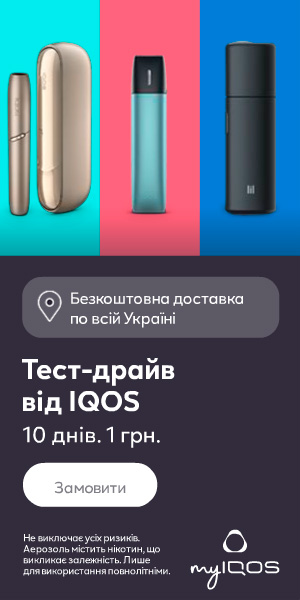 Безкоштовна доставка
по всій Україні
Тест-драйв
від IQOS
10 днів. 1 грн.
Замовити
Не виключає усіх ризиків.
Аерозоль містить нікотин, що
викликає залежність. Лише
для використання повнолітніми.
myIQOS